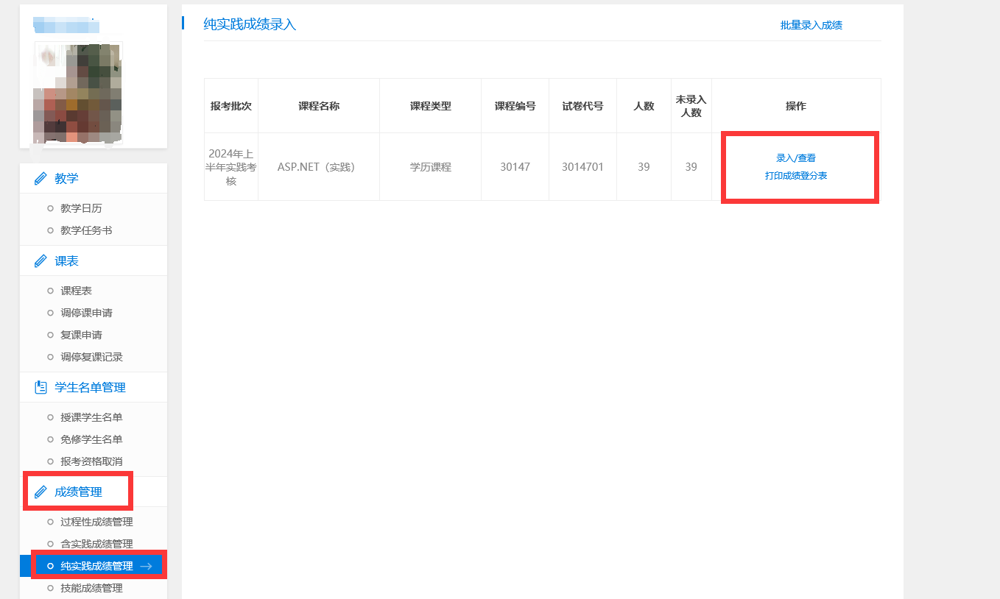 教学
教学日历
教学任务书
课表
课程表
调停课申请
复课申请
调停复课记录
学生名单管理
授课学生名单
免修学生名单
报考资格取消
成绩管理
过程性成绩管理
含实践成绩管理
纯实践成绩管理
技能成绩管理
纯实践成绩录入 批量录入成绩
报考批次 课程名称 课程类型 课程编号 试卷代号 人数 未录入
人数 操作
2024年上
半年实践考
核 ASP.NET（实践） 学历课程 30147 3014701 39 39 录入/查看
打印成绩登分表